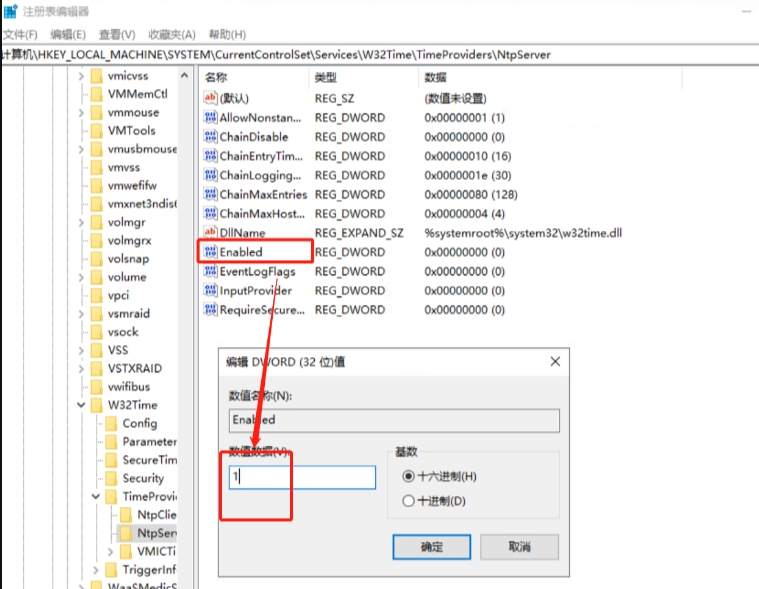 注册表编辑器
文件(F) 编辑(E) 查看(V) 收藏夹(A) 帮助(H)
计算机\HKEY_LOCAL_MACHINE\SYSTEM\CurrentControlSet\Services\W32Time\TimeProviders\NtpServer
vmicvss
VMMemCtl
vmmouse
VMTools
vmusbmouse
vmvss
vmwefifw
vmxnet3ndis6
volmgr
volmgrx
volsnap
volume
vpci
vsmraid
vsock
VSS
VSTXRAID
vwifibus
W32Time
Config
Parameter
SecureTim
Security
TimeProvi
NtpClie
NtpSer
VMICTi
TriggerInf
WaaSMedicS
名称 类型 数据
(默认) REG_SZ (数值未设置)
AllowNonstan... REG_DWORD 0x00000001 (1)
ChainDisable REG_DWORD 0x00000000 (0)
ChainEntryTim... REG_DWORD 0x00000010 (16)
ChainLogging... REG_DWORD 0x0000001e (30)
ChainMaxEntries REG_DWORD 0x00000080 (128)
ChainMaxHost... REG_DWORD 0x00000004 (4)
DllName REG_EXPAND_SZ %systemroot%\system32\w32time.dll
Enabled REG_DWORD 0x00000000 (0)
EventLogFlags REG_DWORD 0x00000000 (0)
InputProvider REG_DWORD 0x00000000 (0)
RequireSecure... REG_DWORD 0x00000000 (0)
编辑 DWORD (32 位)值
数值名称(N):
Enabled
数值数据(V):
1
基数
十六进制(H)
十进制(D)
确定 取消